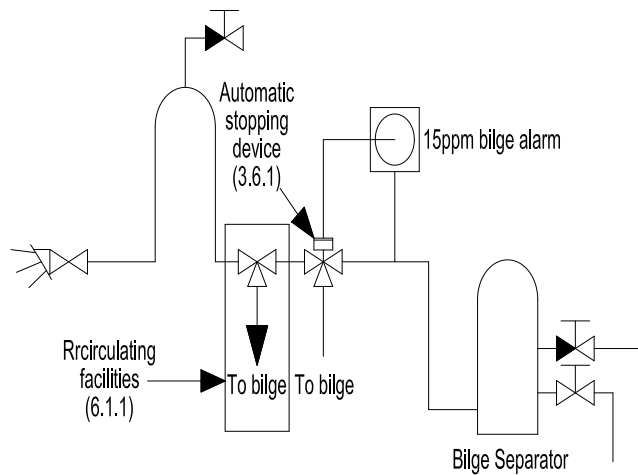 Automatic
stopping
device
(3.6.1)
15ppm bilge alarm
Rrcirculating
facilities
(6.1.1)
To bilge
To bilge
Bilge Separator